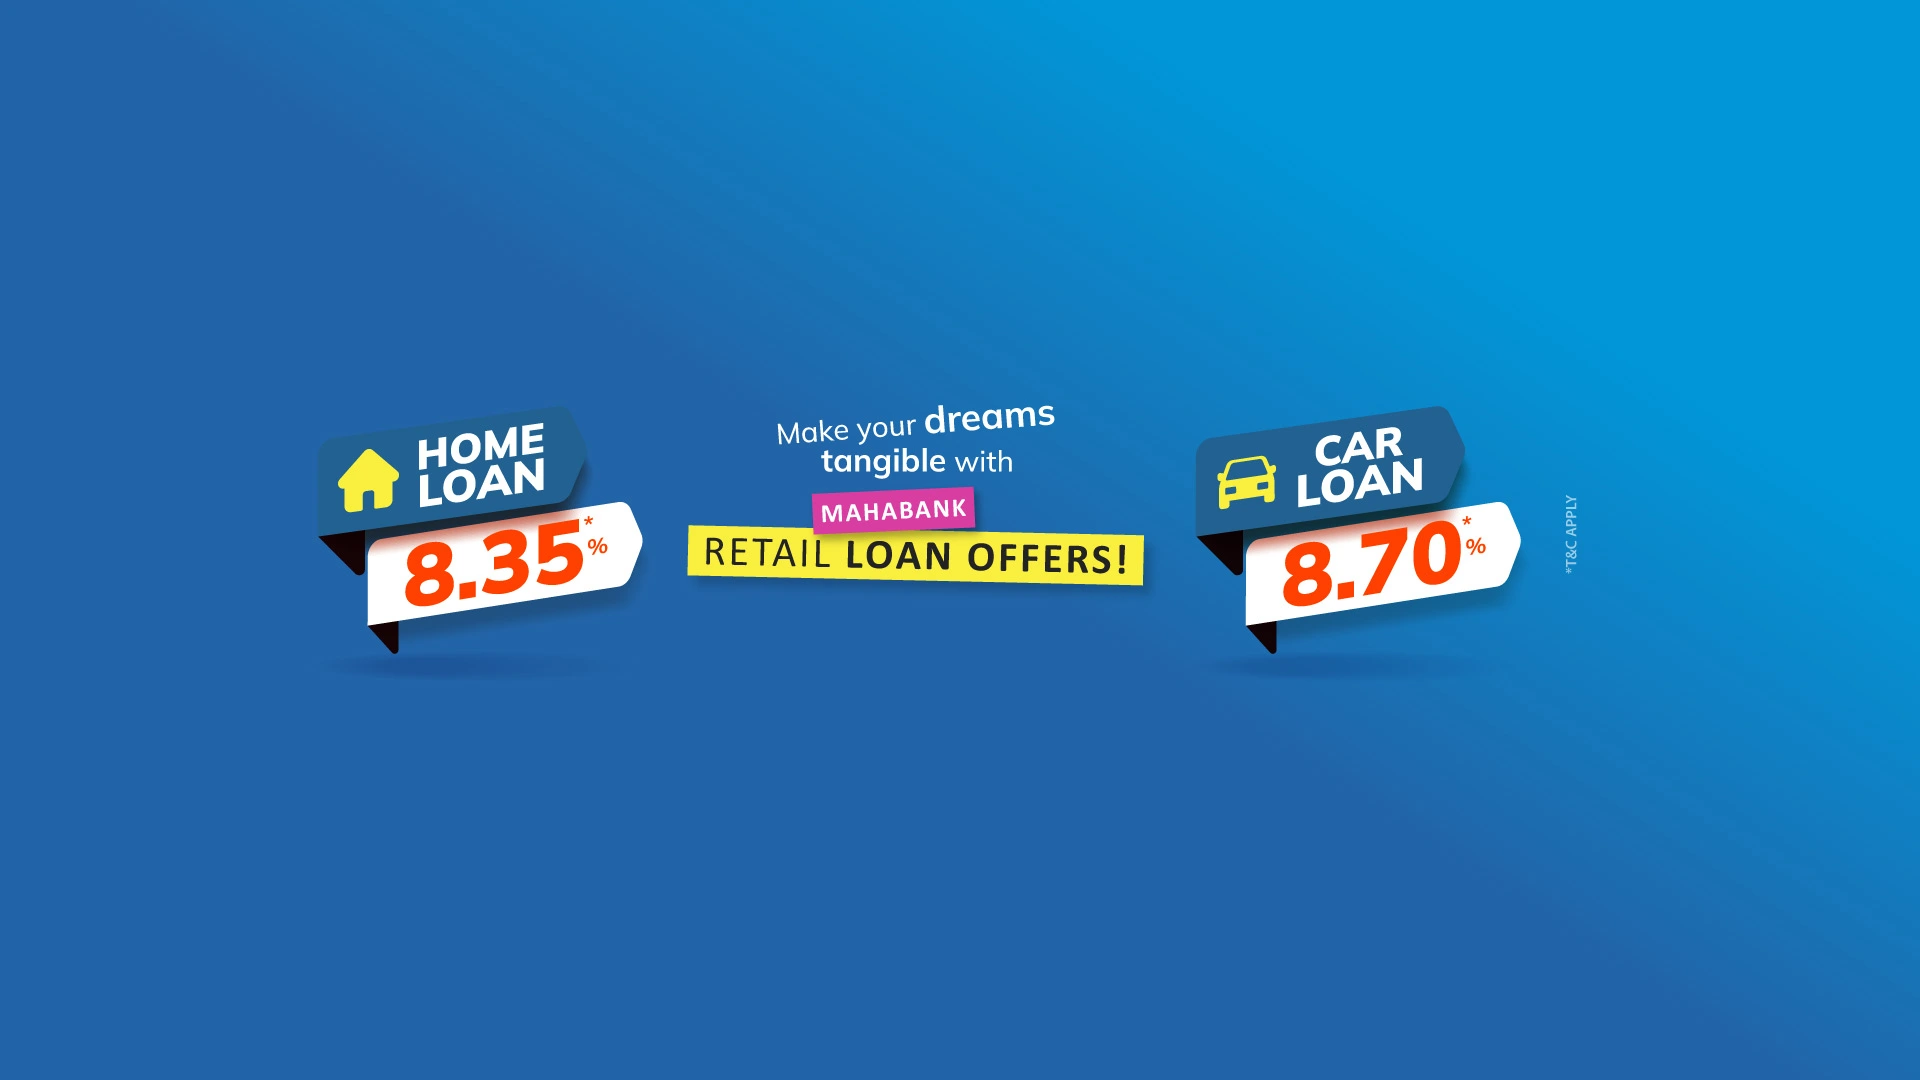 HOME
LOAN
8.35*%
Make your dreams
tangible with
MAHABANK
RETAIL LOAN OFFERS!
CAR
LOAN
8.70*%
*T&C APPLY